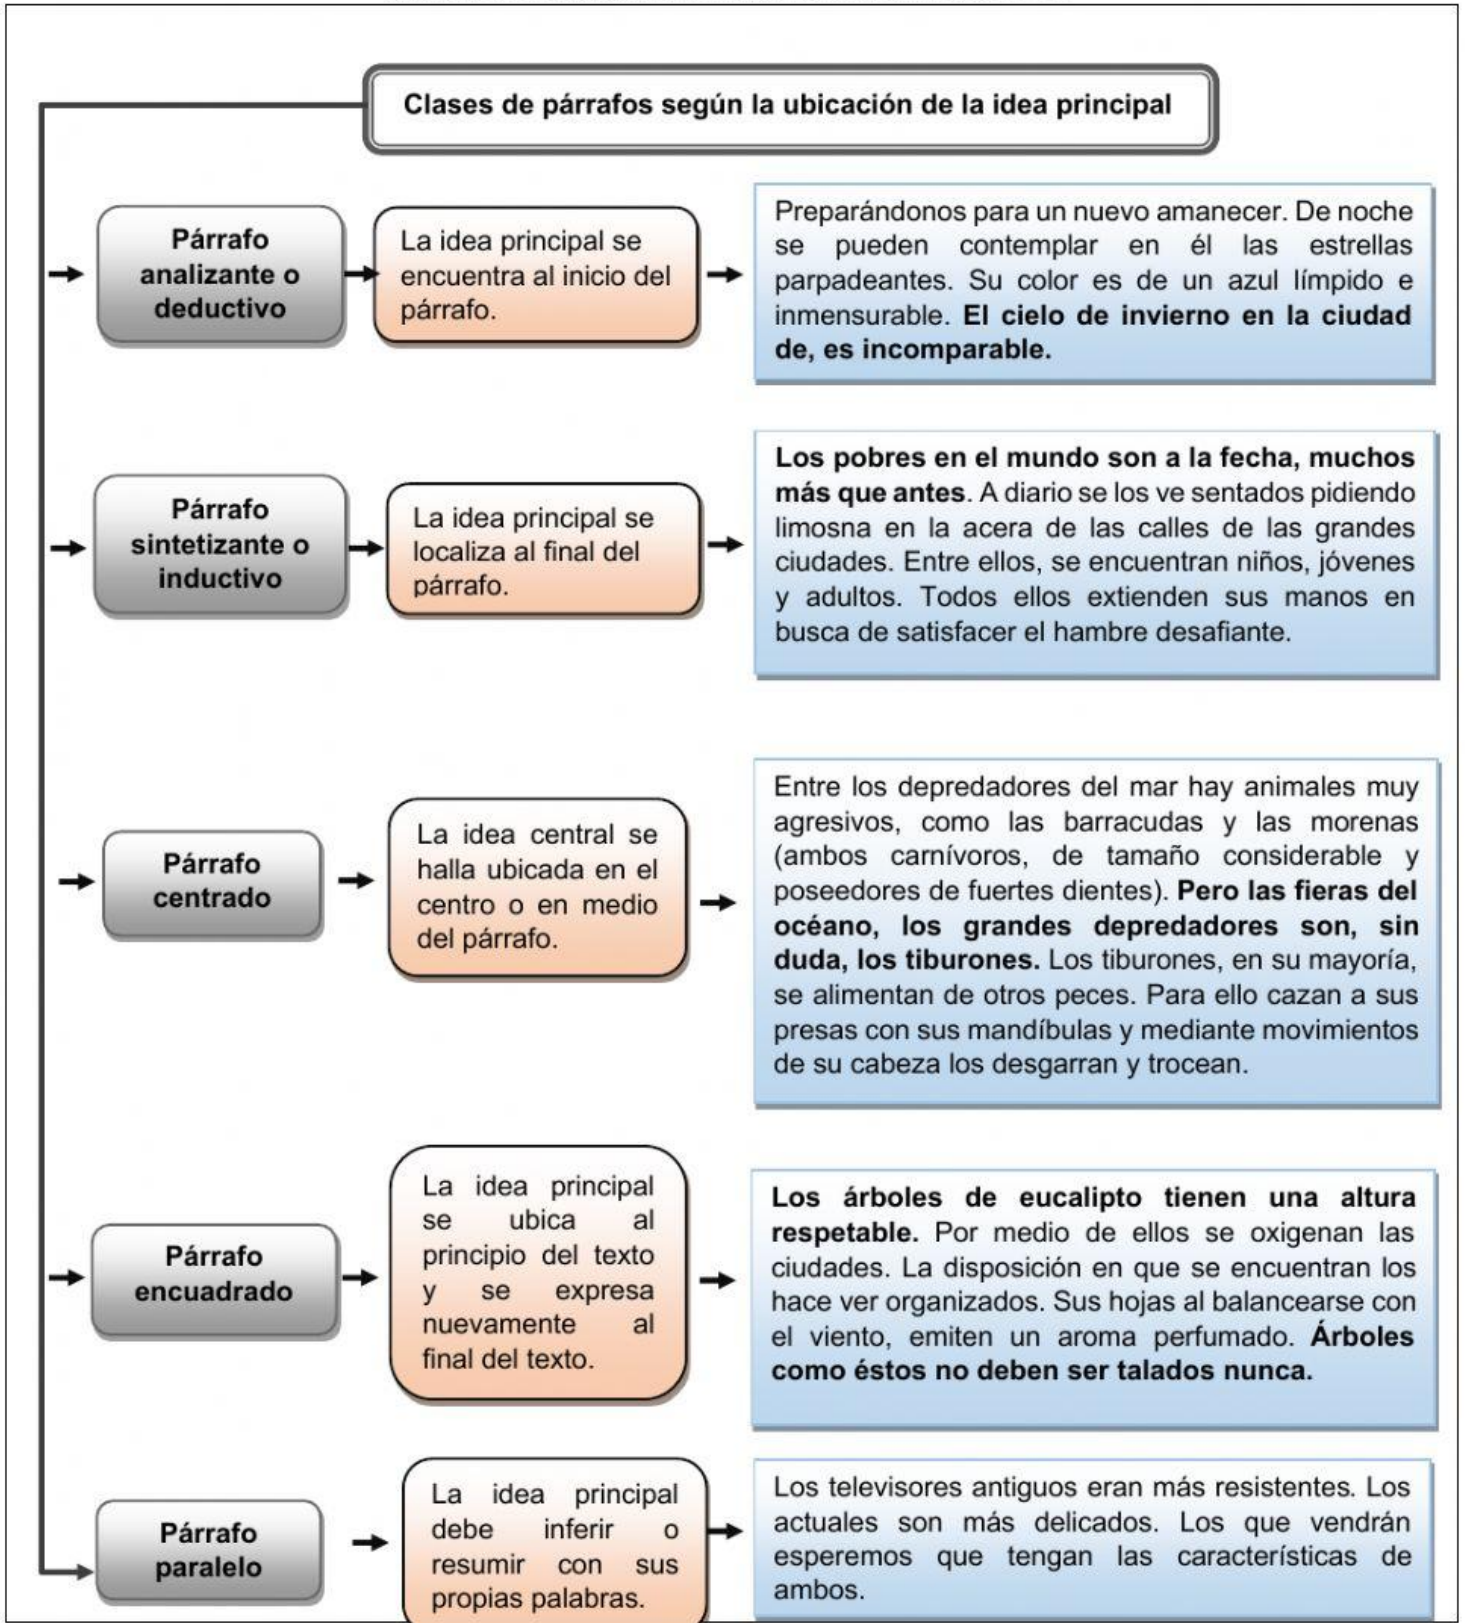 Clases de párrafos según la ubicación de la idea principal
Párrafo
analizante o
deductivo
La idea principal se
encuentra al inicio del
párrafo.
Preparándonos para un nuevo amanecer. De noche
se pueden contemplar en él las estrellas
parpadeantes. Su color es de un azul límpido e
inmensurable. El cielo de invierno en la ciudad
de, es incomparable.
Párrafo
sintetizante o
inductivo
La idea principal se
localiza al final del
párrafo.
Los pobres en el mundo son a la fecha, muchos
más que antes. A diario se los ve sentados pidiendo
limosna en la acera de las calles de las grandes
ciudades. Entre ellos, se encuentran niños, jóvenes
y adultos. Todos ellos extienden sus manos en
busca de satisfacer el hambre desafiante.
Párrafo
centrado
La idea central se
halla ubicada en el
centro o en medio
del párrafo.
Entre los depredadores del mar hay animales muy
agresivos, como las barracudas y las morenas
(ambos carnívoros, de tamaño considerable y
poseedores de fuertes dientes). Pero las fieras del
océano, los grandes depredadores son, sin
duda, los tiburones. Los tiburones, en su mayoría,
se alimentan de otros peces. Para ello cazan a sus
presas con sus mandíbulas y mediante movimientos
de su cabeza los desgarran y trocean.
Párrafo
encuadrado
La idea principal
se ubica al
principio del texto
y se expresa
nuevamente al
final del texto.
Los árboles de eucalipto tienen una altura
respetable. Por medio de ellos se oxigenan las
ciudades. La disposición en que se encuentran los
hace ver organizados. Sus hojas al balancearse con
el viento, emiten un aroma perfumado. Árboles
como éstos no deben ser talados nunca.
Párrafo
paralelo
La idea principal
debe inferir o
resumir con sus
propias palabras.
Los televisores antiguos eran más resistentes. Los
actuales son más delicados. Los que vendrán
esperemos que tengan las características de
ambos.